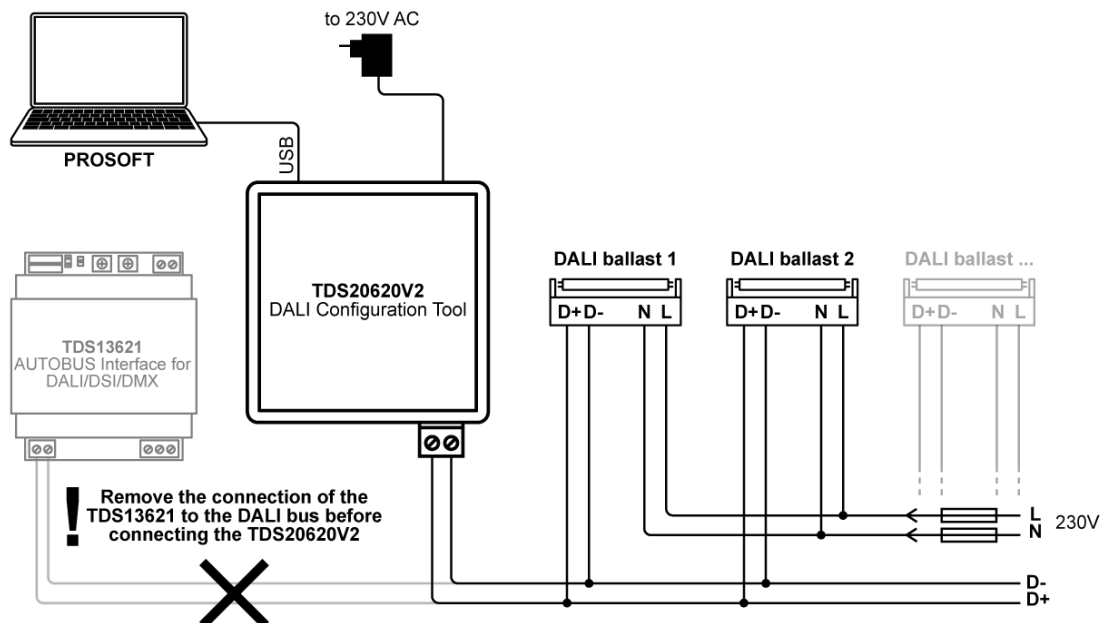 to 230V AC
PROSOFT
USB
TDS20620V2
DALI Configuration Tool
TDS13621
AUTOBUS Interface for
DALI/DSI/DMX
DALI ballast 1
D+D- N L
DALI ballast 2
D+D- N L
DALI ballast ...
D+D- N L
! Remove the connection of the
TDS13621 to the DALI bus before
connecting the TDS20620V2
L
N
230V
D-
D+